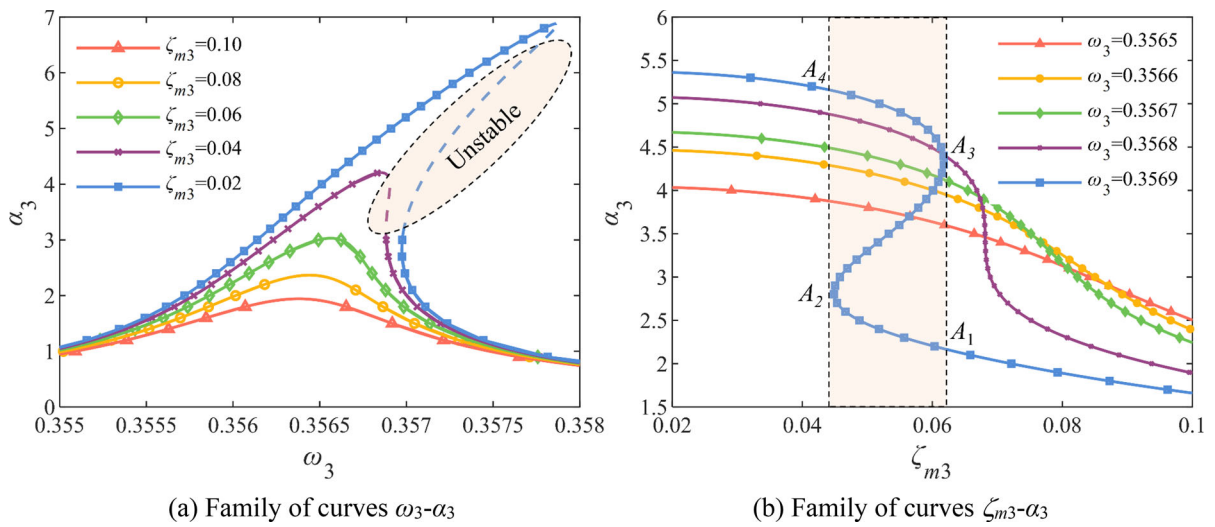 7
6
5
4
3
2
1
0
α₃
ζₘ₃=0.10
ζₘ₃=0.08
ζₘ₃=0.06
ζₘ₃=0.04
ζₘ₃=0.02
Unstable
0.355 0.3555 0.356 0.3565 0.357 0.3575 0.358
ω₃
(a) Family of curves ω₃-α₃
6
5.5
5
4.5
4
3.5
3
2.5
2
1.5
α₃
ω₃=0.3565
ω₃=0.3566
ω₃=0.3567
ω₃=0.3568
ω₃=0.3569
A₄
A₃
A₂
A₁
0.02 0.04 0.06 0.08 0.1
ζₘ₃
(b) Family of curves ζₘ₃-α₃